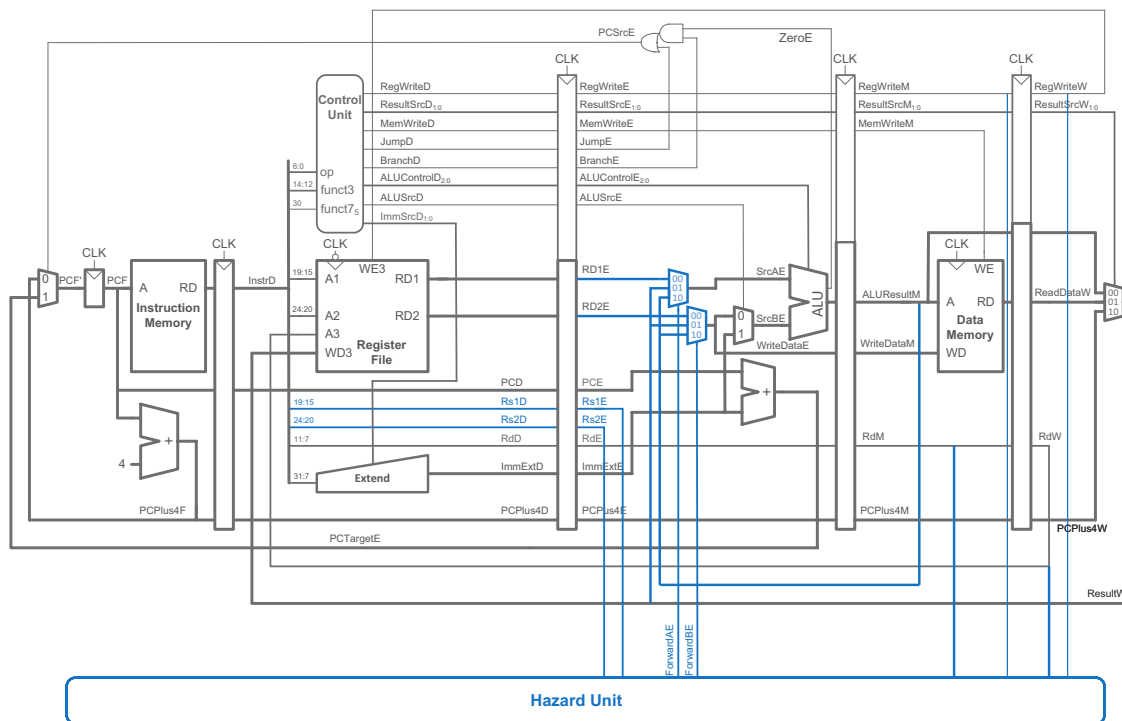 PCSrcE
ZeroE
CLK
CLK
CLK
Control
Unit
RegWriteD
RegWriteE
RegWriteM
RegWriteW
ResultSrcD1:0
ResultSrcE1:0
ResultSrcM1:0
ResultSrcW1:0
MemWriteD
MemWriteE
MemWriteM
JumpD
JumpE
BranchD
BranchE
6:0
op
ALUControlD2:0
ALUControlE2:0
14:12
funct3
ALUSrcD
ALUSrcE
30
funct75
ImmSrcD1:0
CLK
CLK
CLK
CLK
0
1
PCF'
PCF
A
RD
Instruction
Memory
InstrD
19:15
A1
WE3
RD1
24:20
A2
RD2
A3
WD3
Register
File
RD1E
RD2E
00
01
10
00
01
10
SrcAE
0
1
SrcBE
ALU
ALUResultM
WriteDataE
WriteDataM
A
RD
WE
Data
Memory
WD
ReadDataW
00
01
10
PCD
PCE
19:15
Rs1D
Rs1E
24:20
Rs2D
Rs2E
11:7
RdD
RdE
RdM
RdW
+
+
4
31:7
Extend
ImmExtD
ImmExtE
PCPlus4F
PCPlus4D
PCPlus4E
PCPlus4M
PCPlus4W
PCTargetE
ResultW
ForwardAE
ForwardBE
Hazard Unit